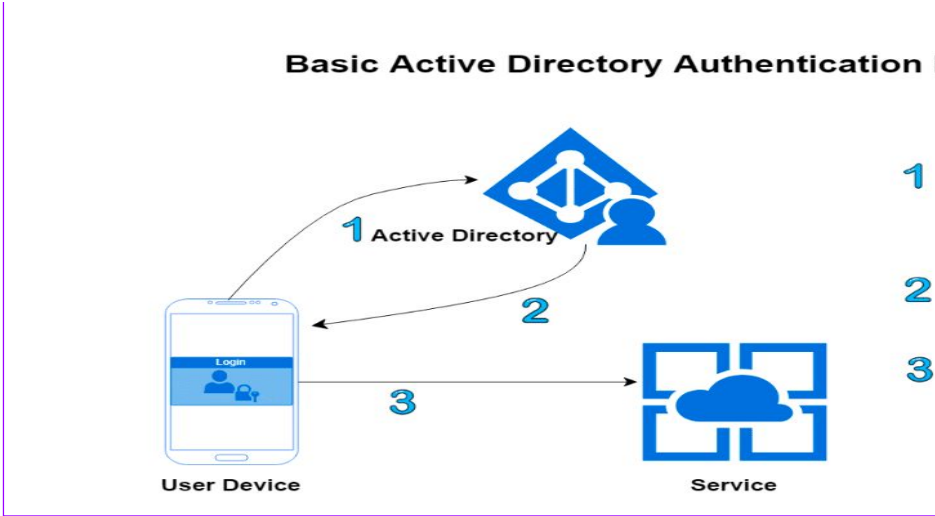 Basic Active Directory Authentication
1
1
Active Directory
2
2
3
Login
3
User Device
Service